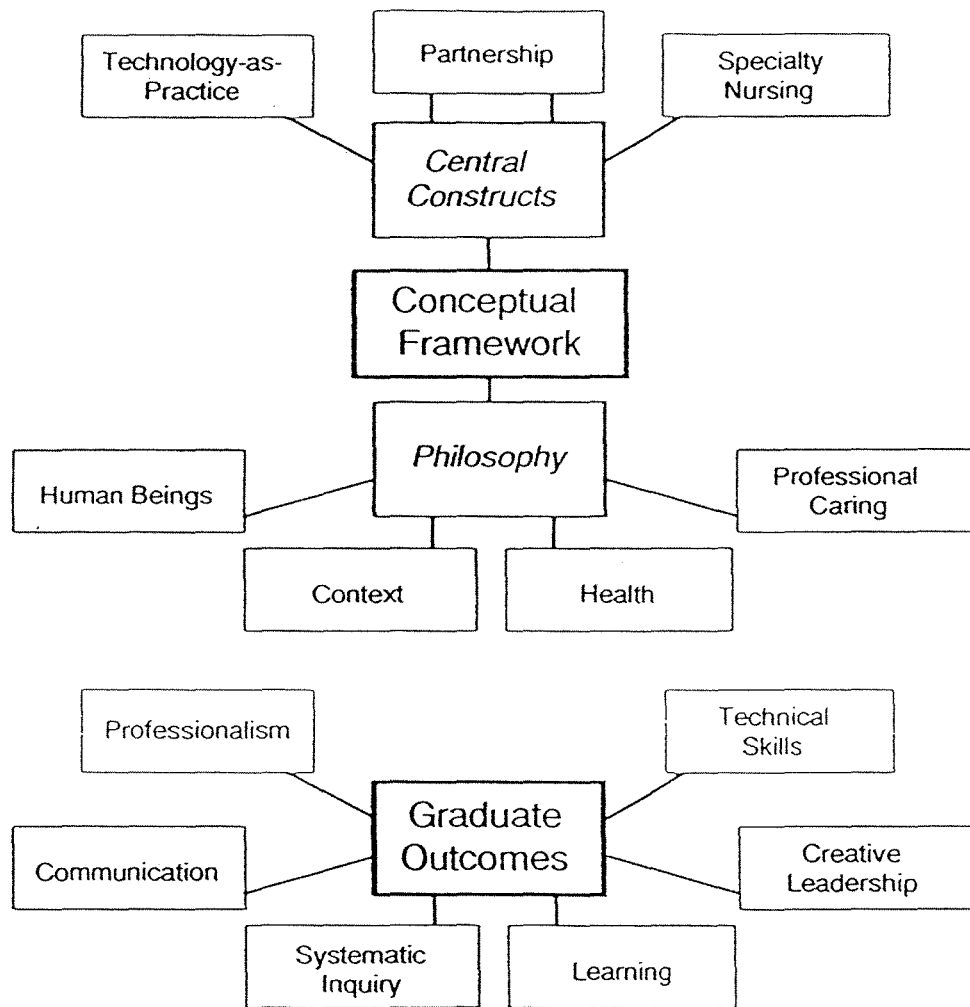 Technology-as-
Practice
Partnership
Specialty
Nursing
Central
Constructs
Conceptual
Framework
Philosophy
Human Beings
Professional
Caring
Context
Health
Professionalism
Technical
Skills
Graduate
Outcomes
Communication
Creative
Leadership
Systematic
Inquiry
Learning